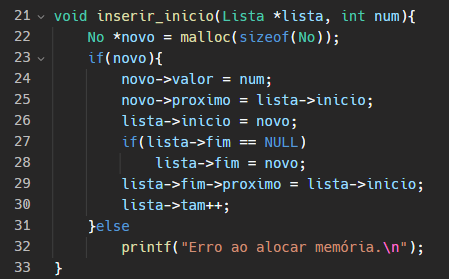 21 void inserir_inicio(Lista *lista, int num){
22     No *novo = malloc(sizeof(No));
23     if(novo){
24         novo->valor = num;
25         novo->proximo = lista->inicio;
26         lista->inicio = novo;
27         if(lista->fim == NULL)
28             lista->fim = novo;
29         lista->fim->proximo = lista->inicio;
30         lista->tam++;
31     }else
32         printf("Erro ao alocar memória.\n");
33 }